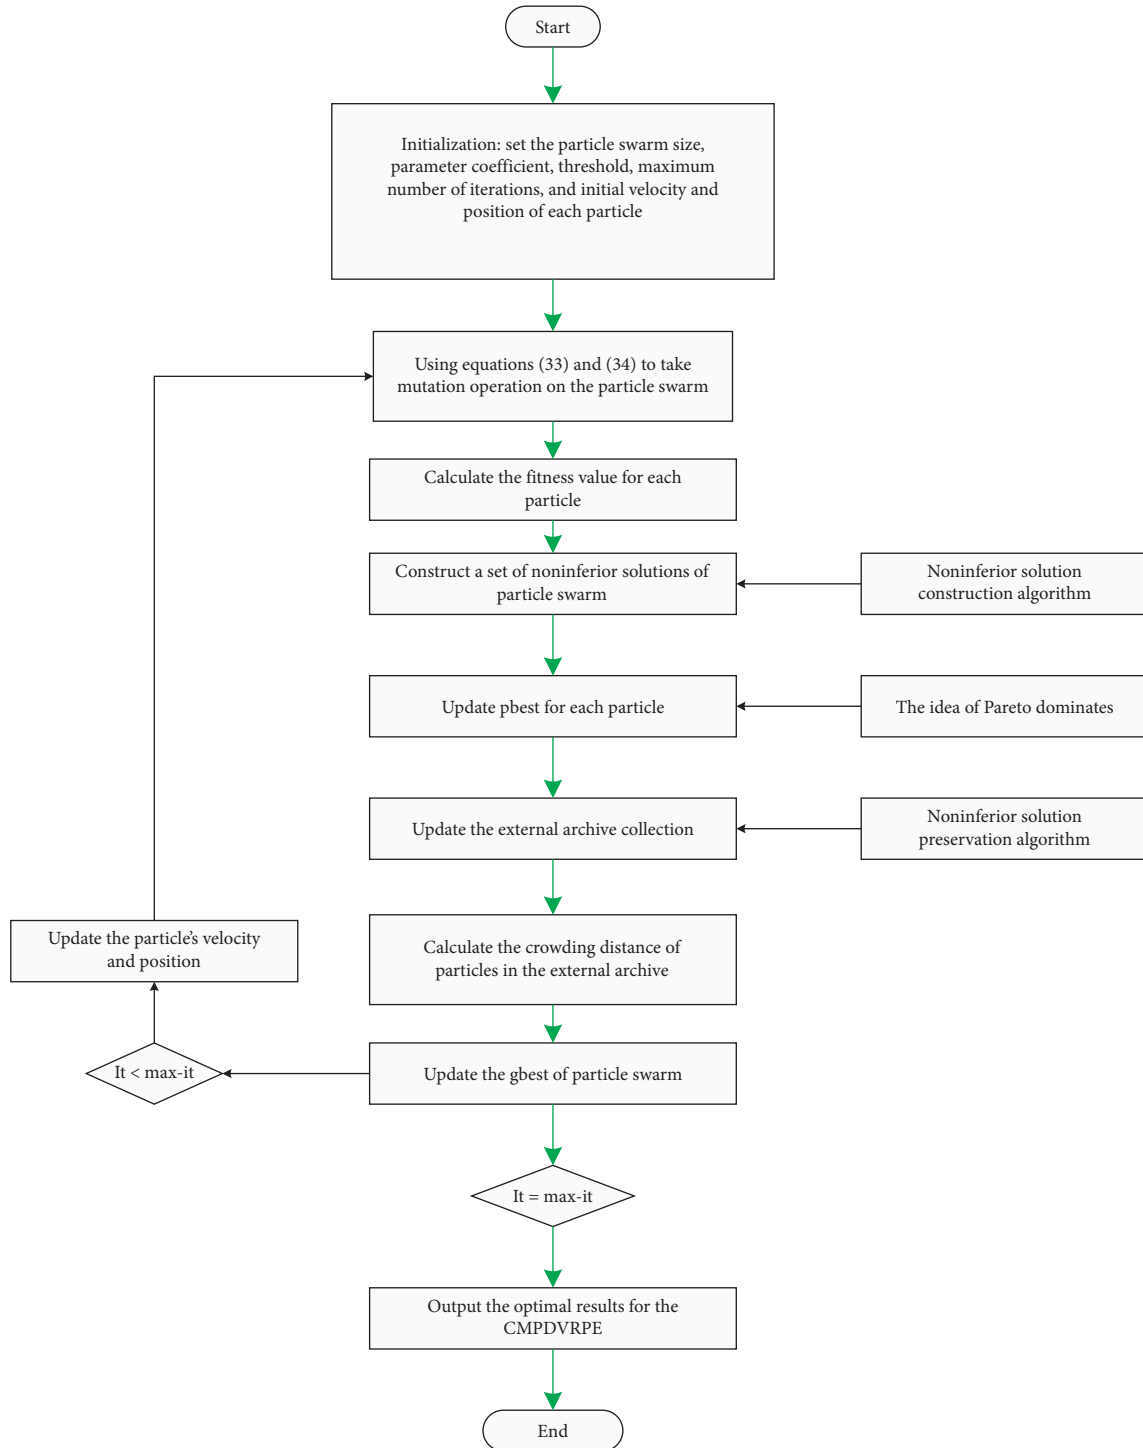 Start
Initialization: set the particle swarm size,
parameter coefficient, threshold, maximum
number of iterations, and initial velocity and
position of each particle
Using equations (33) and (34) to take
mutation operation on the particle swarm
Calculate the fitness value for each
particle
Construct a set of noninferior solutions of
particle swarm
Noninferior solution
construction algorithm
Update pbest for each particle
The idea of Pareto dominates
Update the external archive collection
Noninferior solution
preservation algorithm
Update the particle's velocity
and position
Calculate the crowding distance of
particles in the external archive
It < max-it
Update the gbest of particle swarm
It = max-it
Output the optimal results for the
CMPDVRPE
End